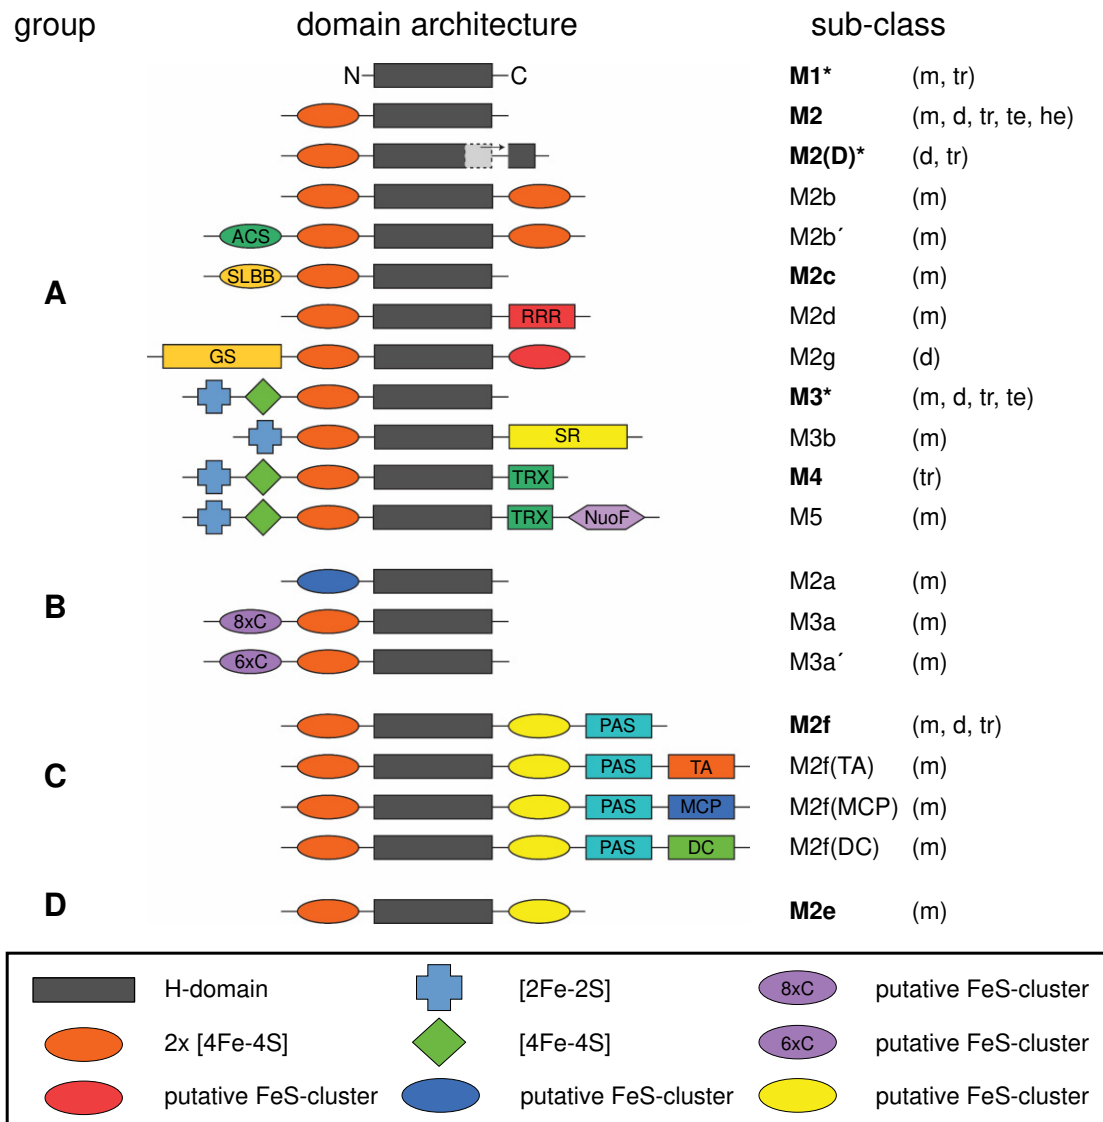 group domain architecture sub-class
N C M1* (m, tr)
M2 (m, d, tr, te, he)
M2(D)* (d, tr)
M2b (m)
ACS M2b´ (m)
SLBB M2c (m)
A
RRR M2d (m)
GS M2g (d)
M3* (m, d, tr, te)
SR M3b (m)
TRX M4 (tr)
TRX NuoF M5 (m)
M2a (m)
B
8xC M3a (m)
6xC M3a´ (m)
PAS M2f (m, d, tr)
C
PAS TA M2f(TA) (m)
PAS MCP M2f(MCP) (m)
PAS DC M2f(DC) (m)
D M2e (m)
H-domain [2Fe-2S] 8xC putative FeS-cluster
2x [4Fe-4S] [4Fe-4S] 6xC putative FeS-cluster
putative FeS-cluster putative FeS-cluster putative FeS-cluster